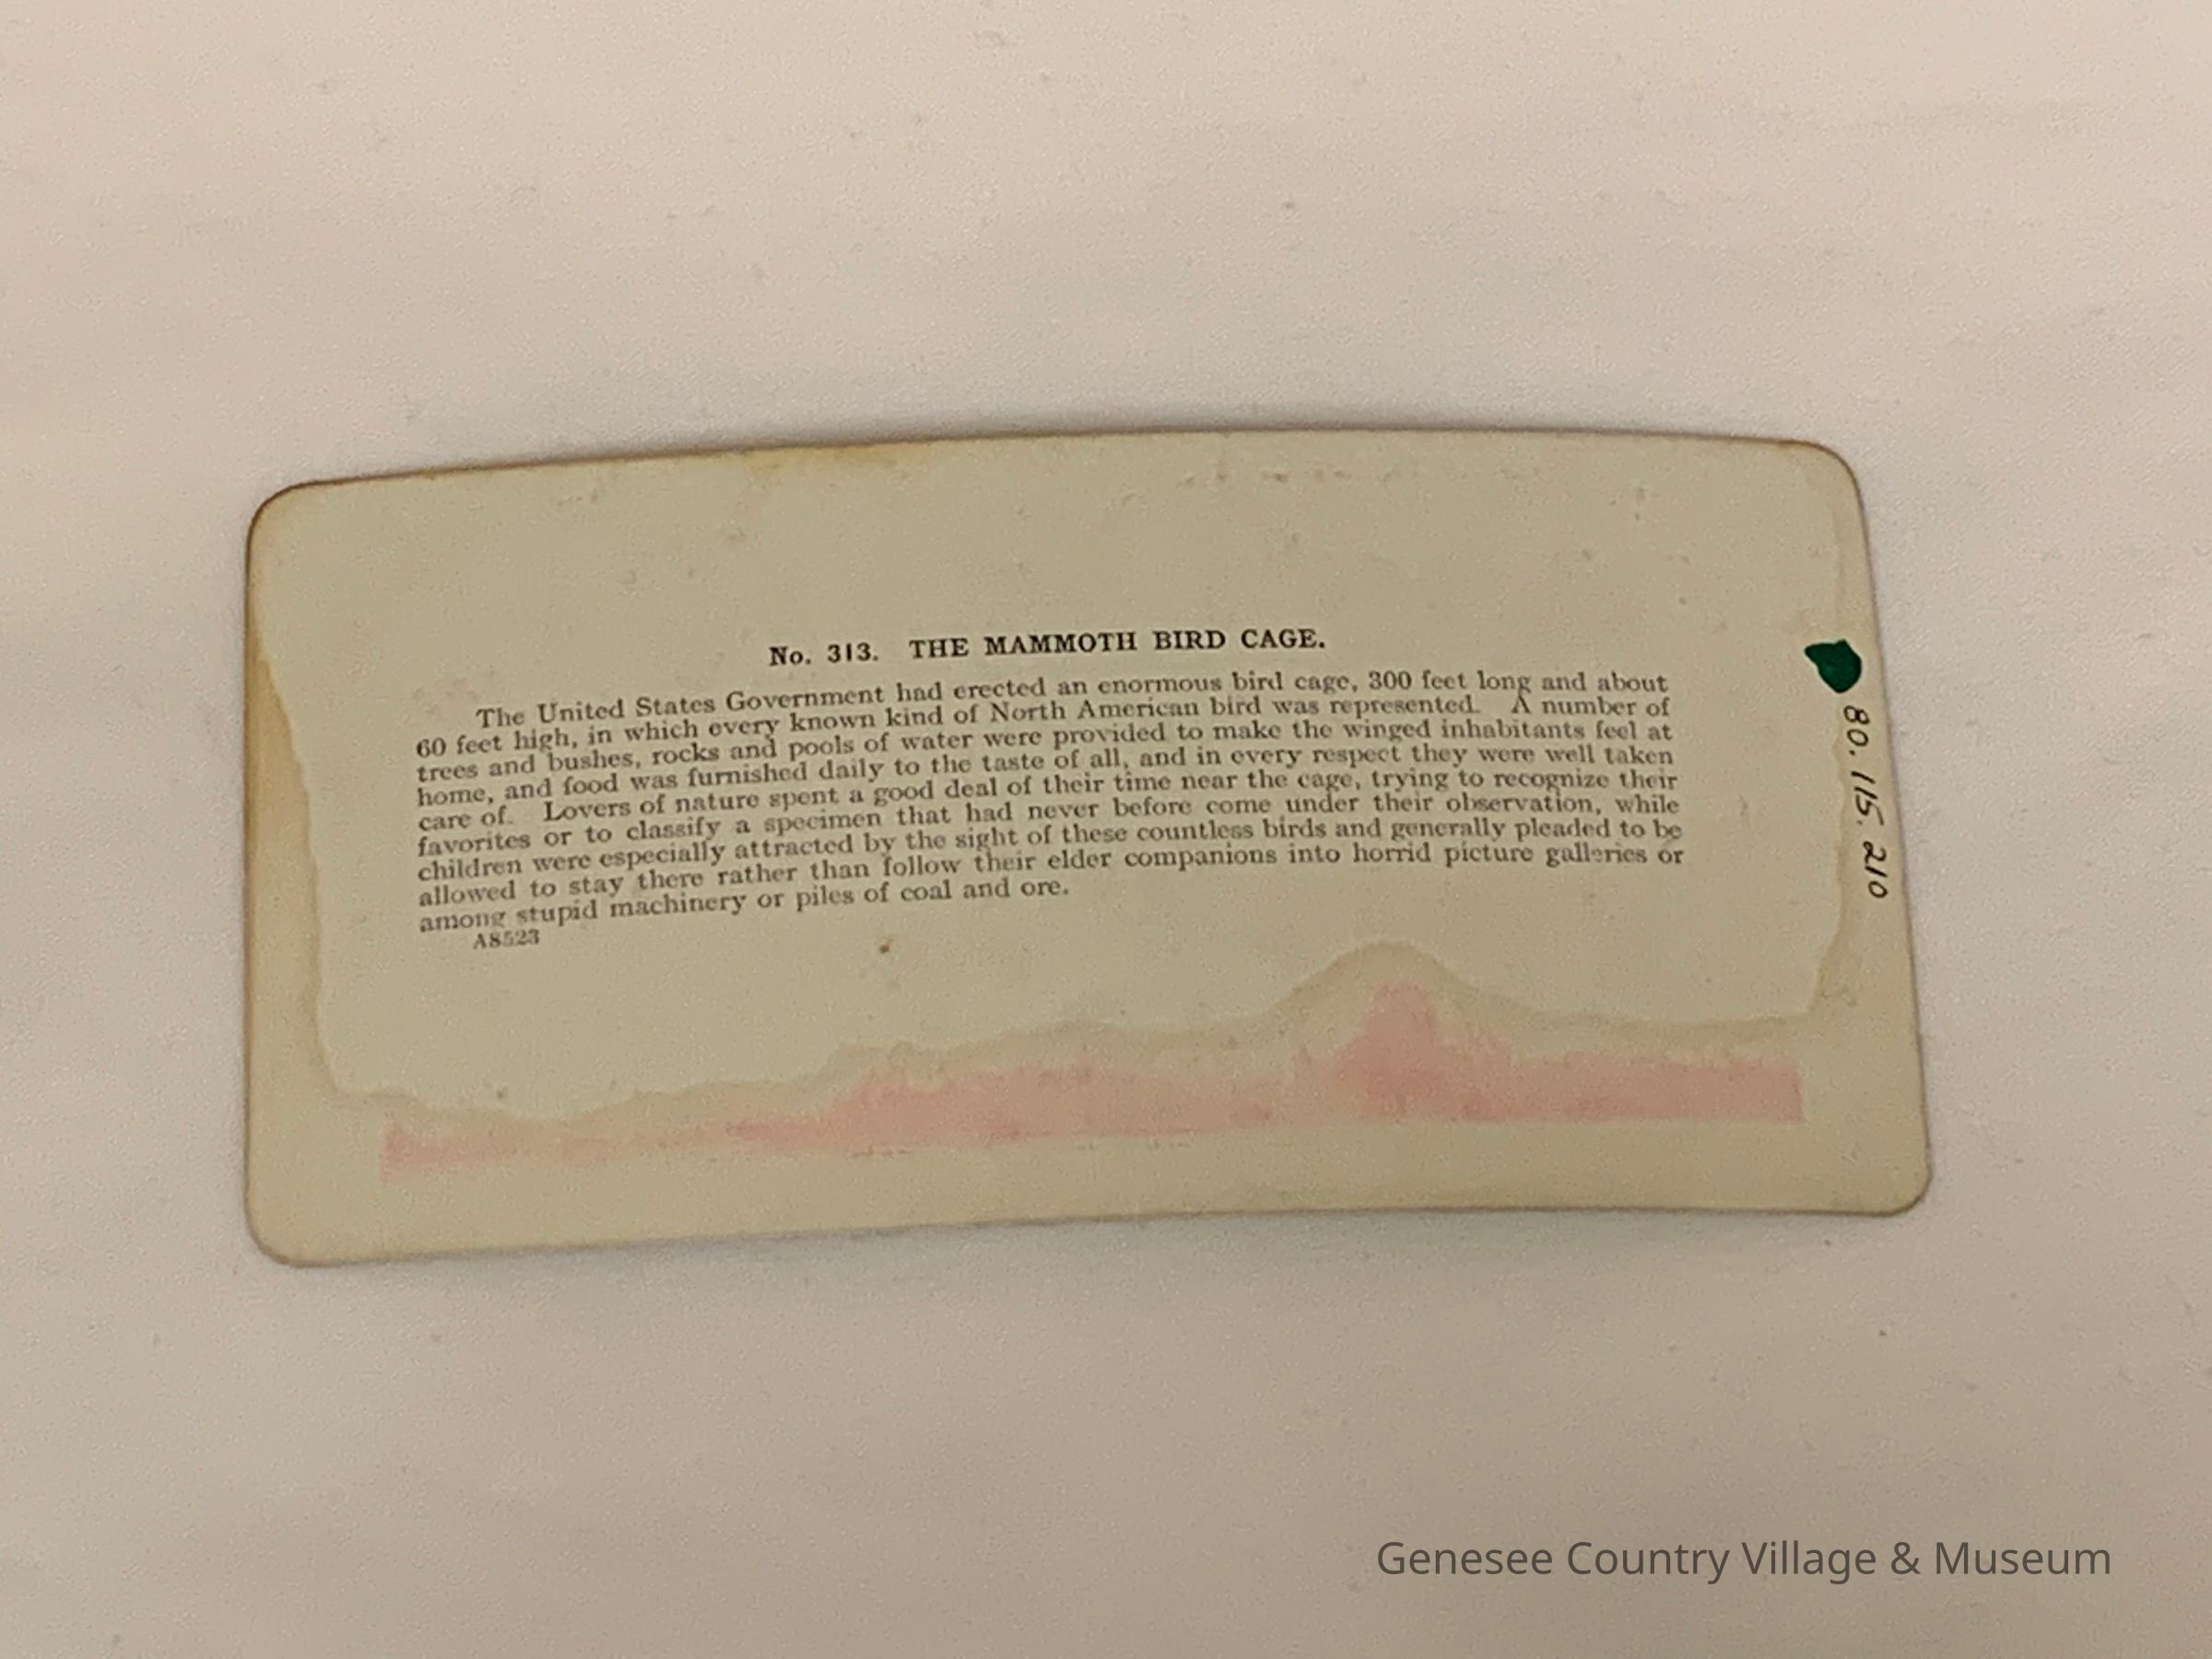 No. 313. THE MAMMOTH BIRD CAGE.
The United States Government had erected an enormous bird cage, 300 feet long and about
60 feet high, in which every known kind of North American bird was represented. A number of
trees and bushes, rocks and pools of water were provided to make the winged inhabitants feel at
home, and food was furnished daily to the taste of all, and in every respect they were well taken
care of. Lovers of nature spent a good deal of their time near the cage, trying to recognize their
favorites or to classify a specimen that had never before come under their observation, while
children were especially attracted by the sight of these countless birds and generally pleaded to be
allowed to stay there rather than follow their elder companions into horrid picture galleries or
among stupid machinery or piles of coal and ore.
A8523
80.115.210
Genesee Country Village & Museum